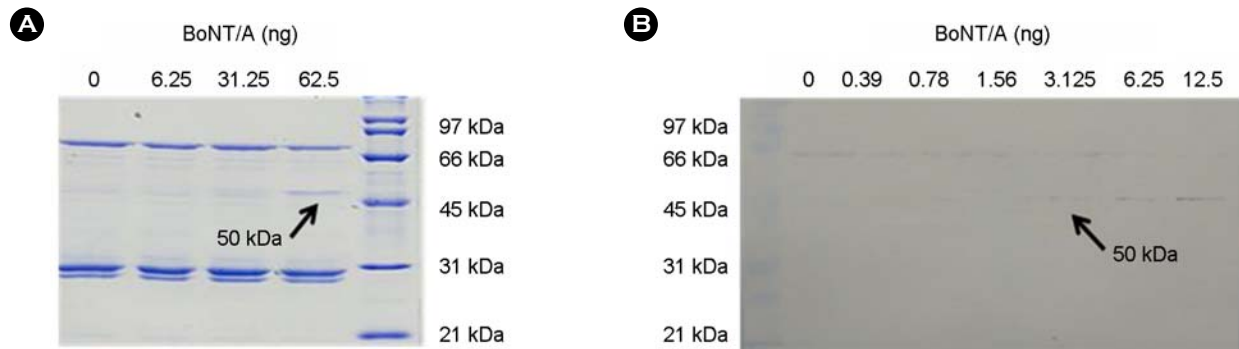 A
BoNT/A (ng)
0 6.25 31.25 62.5
97 kDa
66 kDa
45 kDa
50 kDa
31 kDa
21 kDa
B
BoNT/A (ng)
0 0.39 0.78 1.56 3.125 6.25 12.5
97 kDa
66 kDa
45 kDa
50 kDa
31 kDa
21 kDa